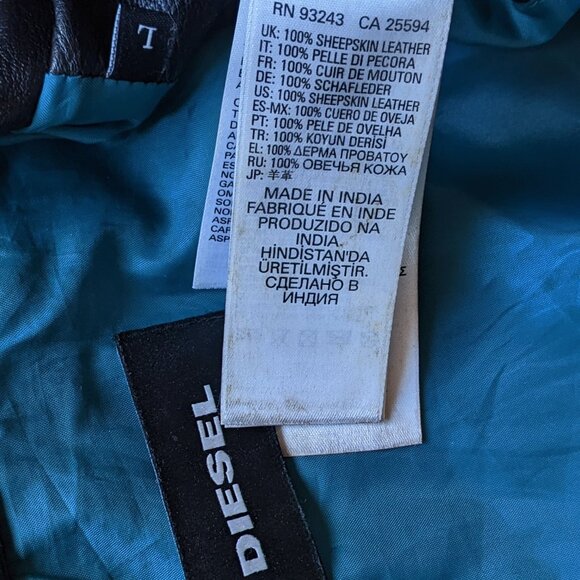 RN 93243 CA 25594
UK: 100% SHEEPSKIN LEATHER
IT: 100% PELLE DI PECORA
FR: 100% CUIR DE MOUTON
DE: 100% SCHAFLEDER
US: 100% SHEEPSKIN LEATHER
ES-MX: 100% CUERO DE OVEJA
PT: 100% PELE DE OVELHA
TR: 100% KOYUN DERİSİ
EL: 100% ΔΕΡΜΑ ΠΡΟΒΑΤΟΥ
RU: 100% ОВЕЧЬЯ КОЖА
JP: 羊革
MADE IN INDIA
FABRIQUÉ EN INDE
PRODUZIDO NA
INDIA.
HİNDİSTAN'DA
ÜRETİLMİŞTİR.
СДЕЛАНО В
ИНДИЯ
L
DIESEL